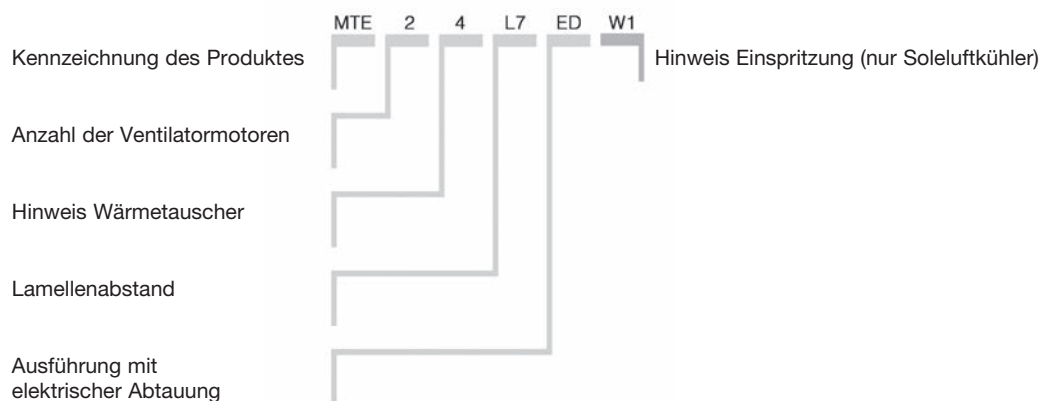 MTE 2 4 L7 ED W1
Kennzeichnung des Produktes
Hinweis Einspritzung (nur Soleluftkühler)
Anzahl der Ventilatormotoren
Hinweis Wärmetauscher
Lamellenabstand
Ausführung mit
elektrischer Abtauung